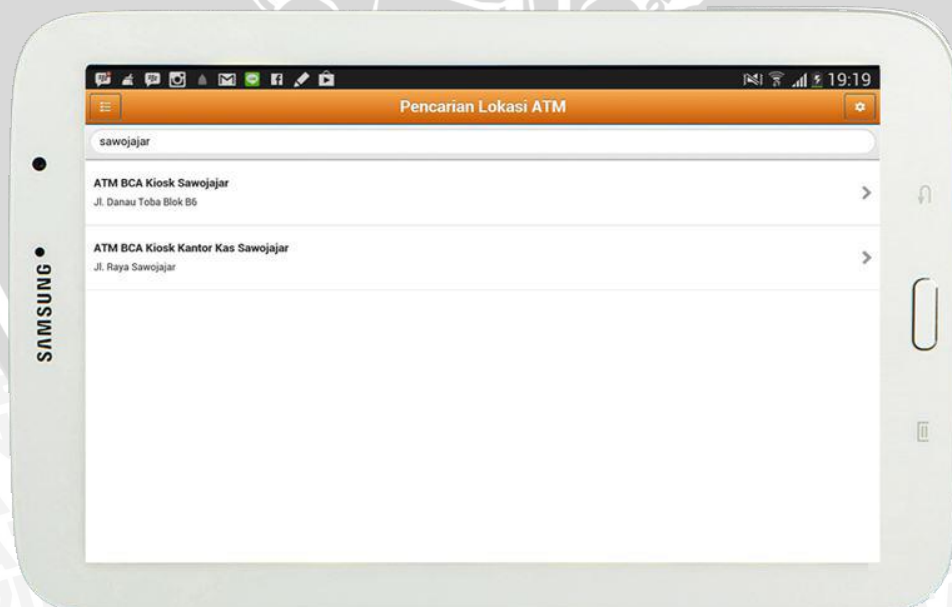 19:19
Pencarian Lokasi ATM
sawojajar
ATM BCA Kiosk Sawojajar
Jl. Danau Toba Blok B6
ATM BCA Kiosk Kantor Kas Sawojajar
Jl. Raya Sawojajar
SAMSUNG